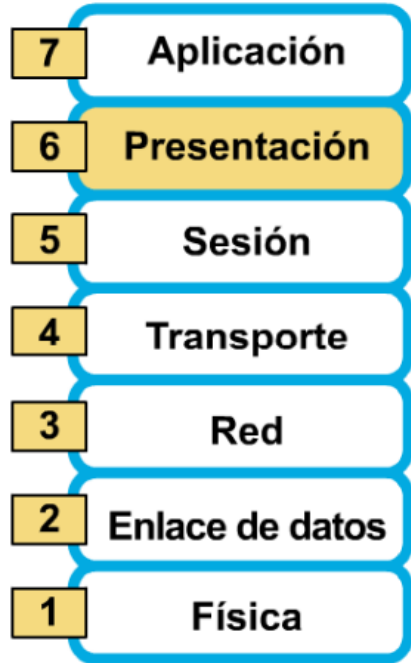 7 Aplicación
6 Presentación
5 Sesión
4 Transporte
3 Red
2 Enlace de datos
1 Física